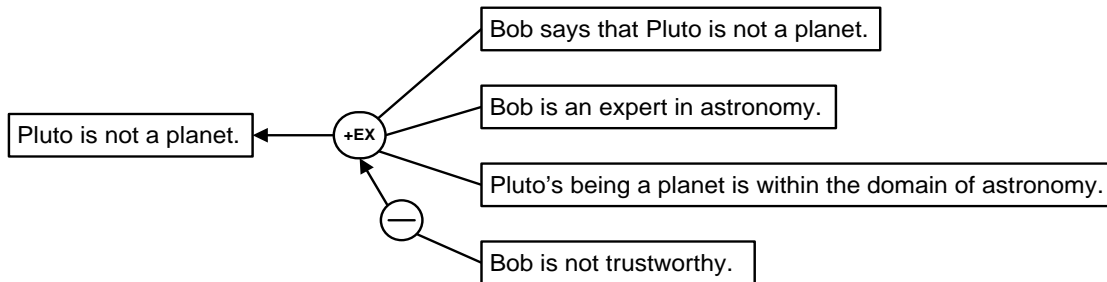 Bob says that Pluto is not a planet.
Bob is an expert in astronomy.
Pluto is not a planet.
+EX
Pluto’s being a planet is within the domain of astronomy.
Bob is not trustworthy.